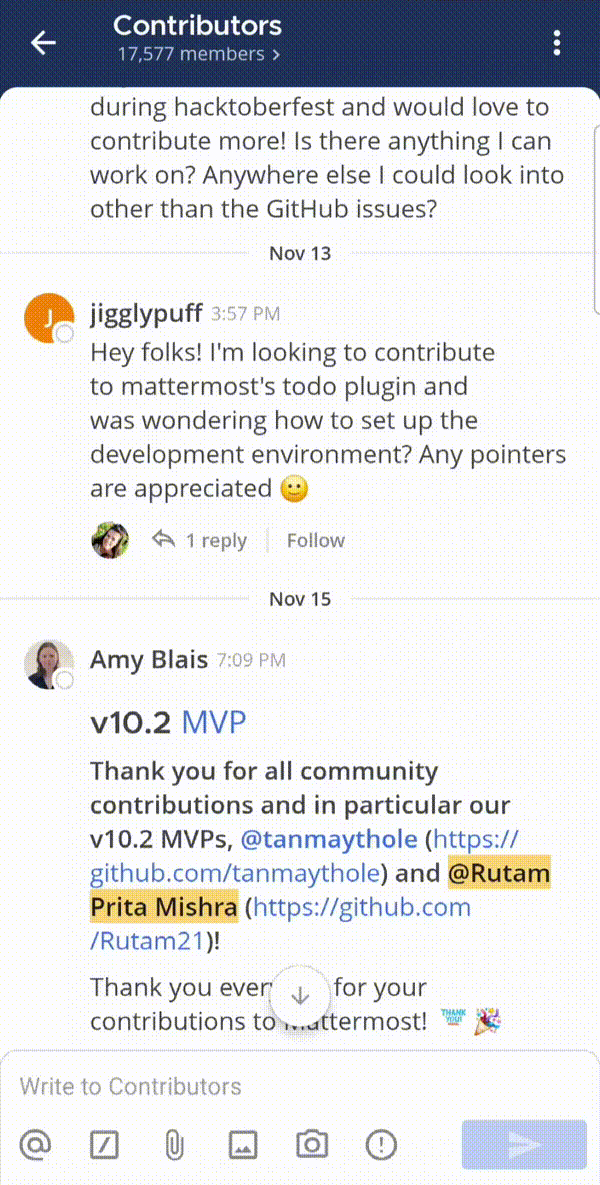 Contributors
17,577 members >
during hacktoberfest and would love to
contribute more! Is there anything I can
work on? Anywhere else I could look into
other than the GitHub issues?
Nov 13
J
jigglypuff 3:57 PM
Hey folks! I'm looking to contribute
to mattermost's todo plugin and
was wondering how to set up the
development environment? Any pointers
are appreciated 🙂
1 reply Follow
Nov 15
Amy Blais 7:09 PM
v10.2 MVP
Thank you for all community
contributions and in particular our
v10.2 MVPs, @tanmaythole (https://
github.com/tanmaythole) and @Rutam
Prita Mishra (https://github.com
/Rutam21)!
Thank you for your
contributions to THANK YOU! 🎉
Write to Contributors